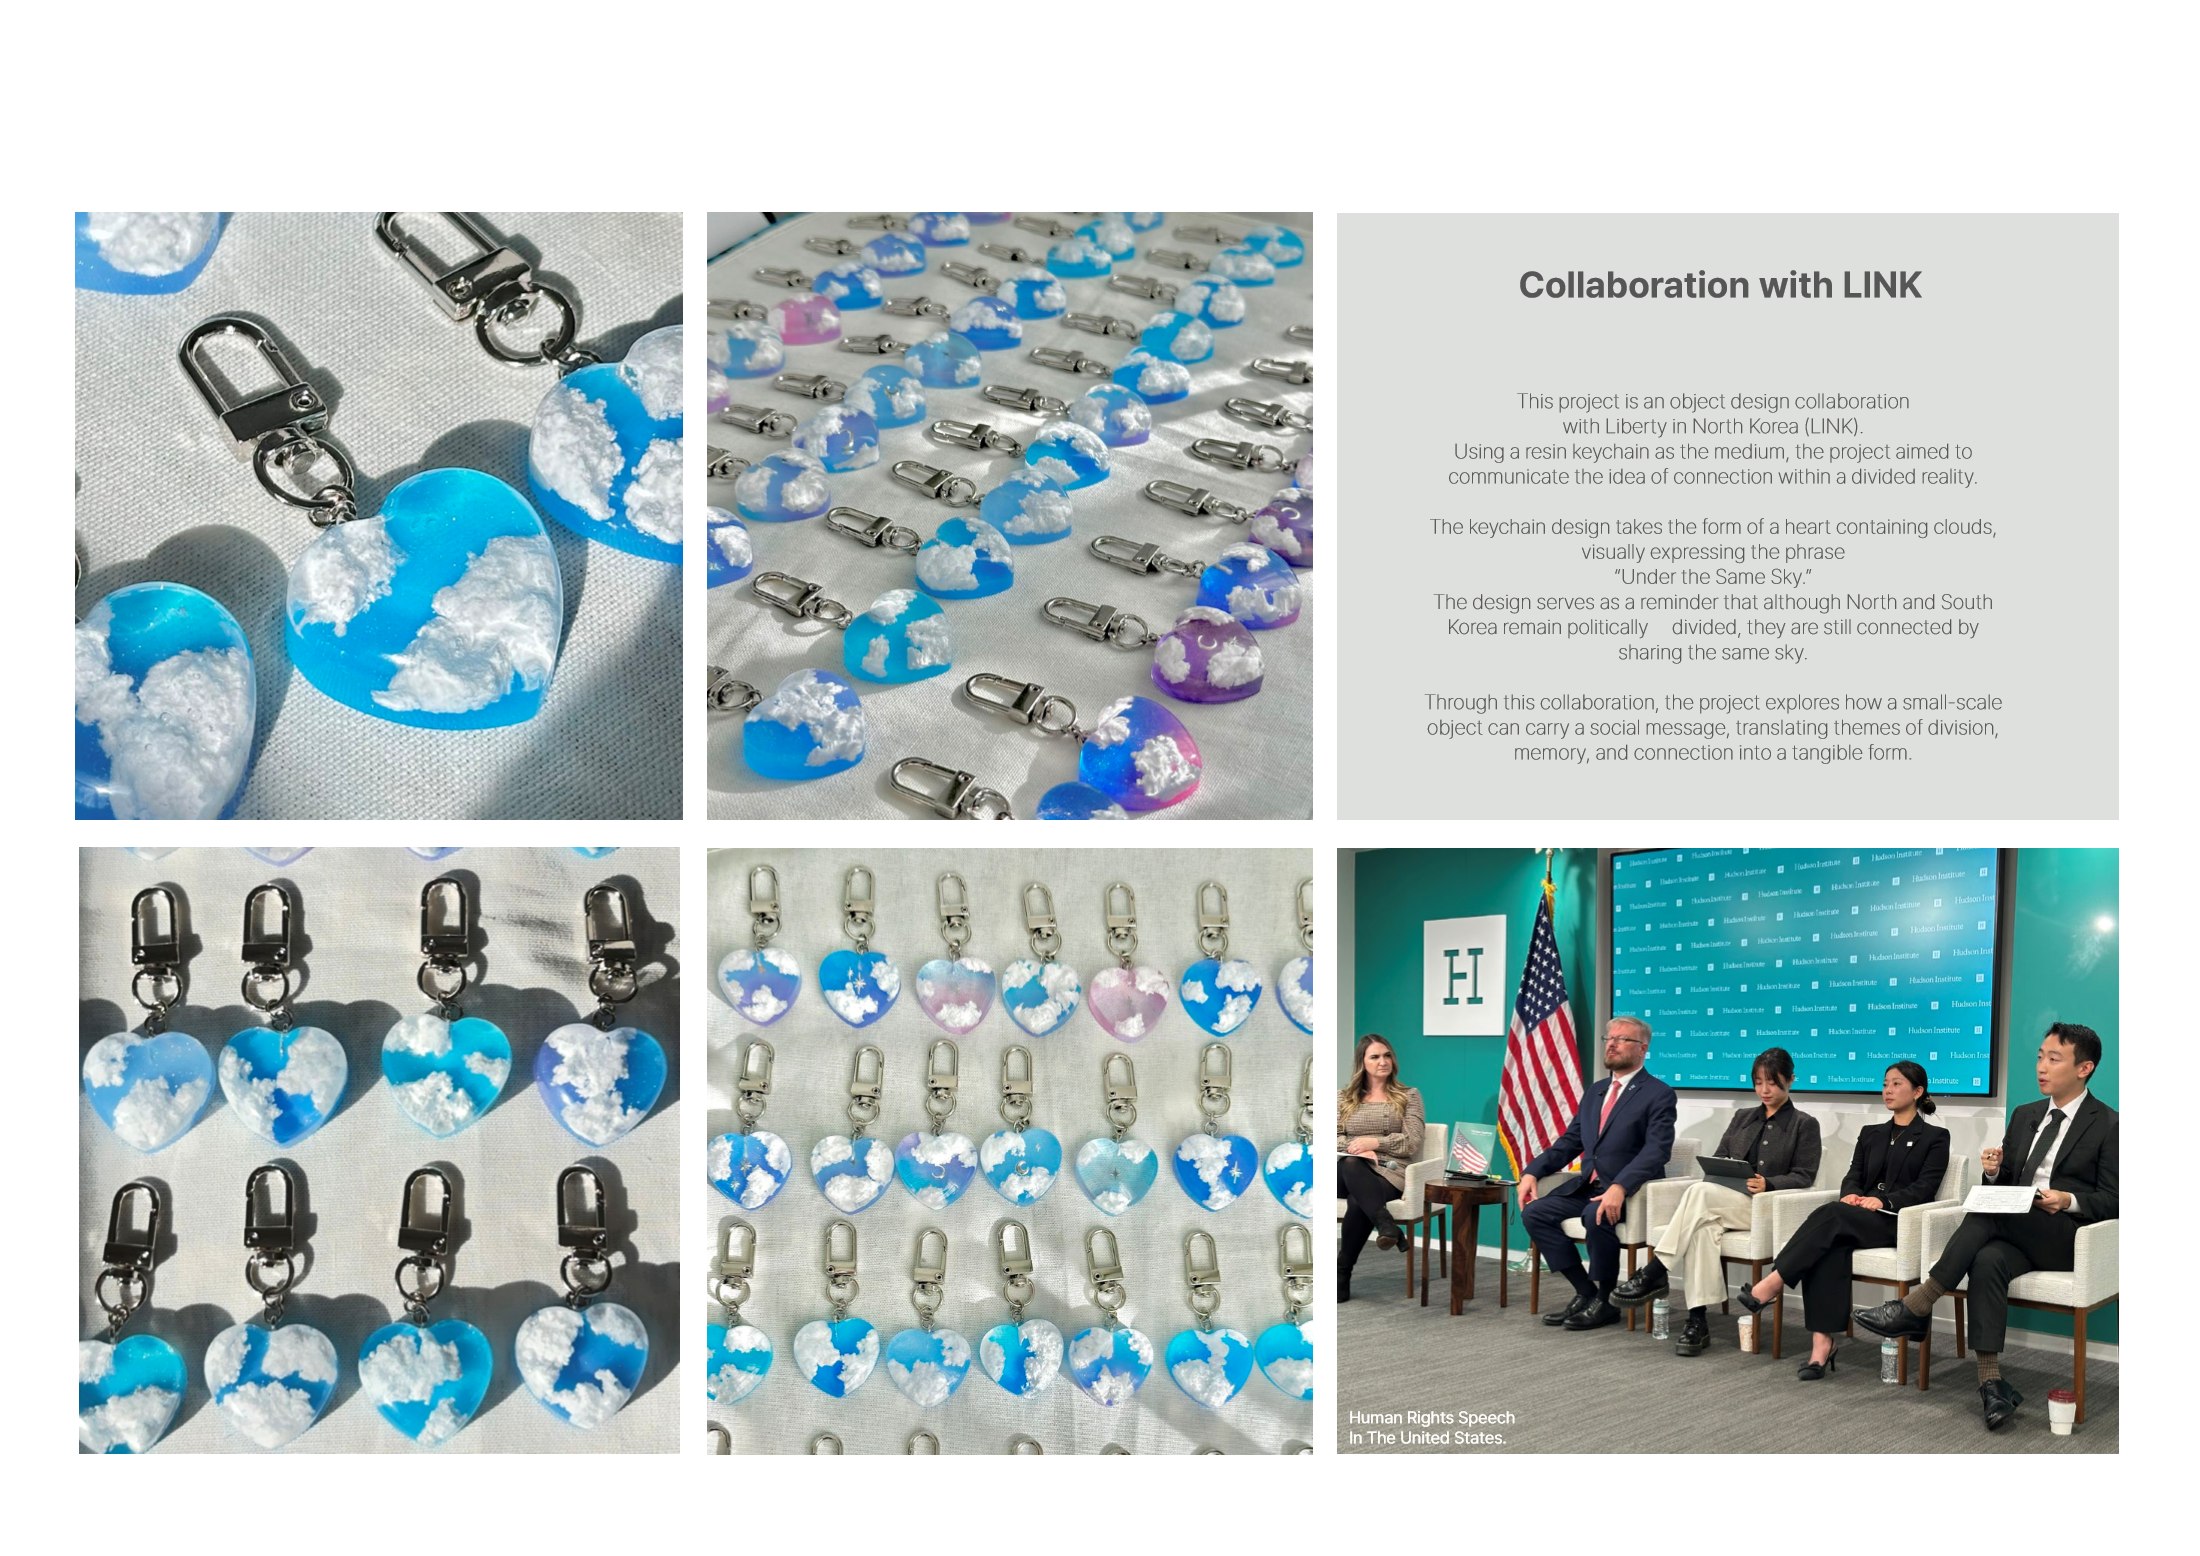 Collaboration with LINK
This project is an object design collaboration
with Liberty in North Korea (LINK).
Using a resin keychain as the medium, the project aimed to
communicate the idea of connection within a divided reality.
The keychain design takes the form of a heart containing clouds,
visually expressing the phrase
“Under the Same Sky.”
The design serves as a reminder that although North and South
Korea remain politically divided, they are still connected by
sharing the same sky.
Through this collaboration, the project explores how a small-scale
object can carry a social message, translating themes of division,
memory, and connection into a tangible form.
H
Hudson Institute
Human Rights Speech
In The United States.